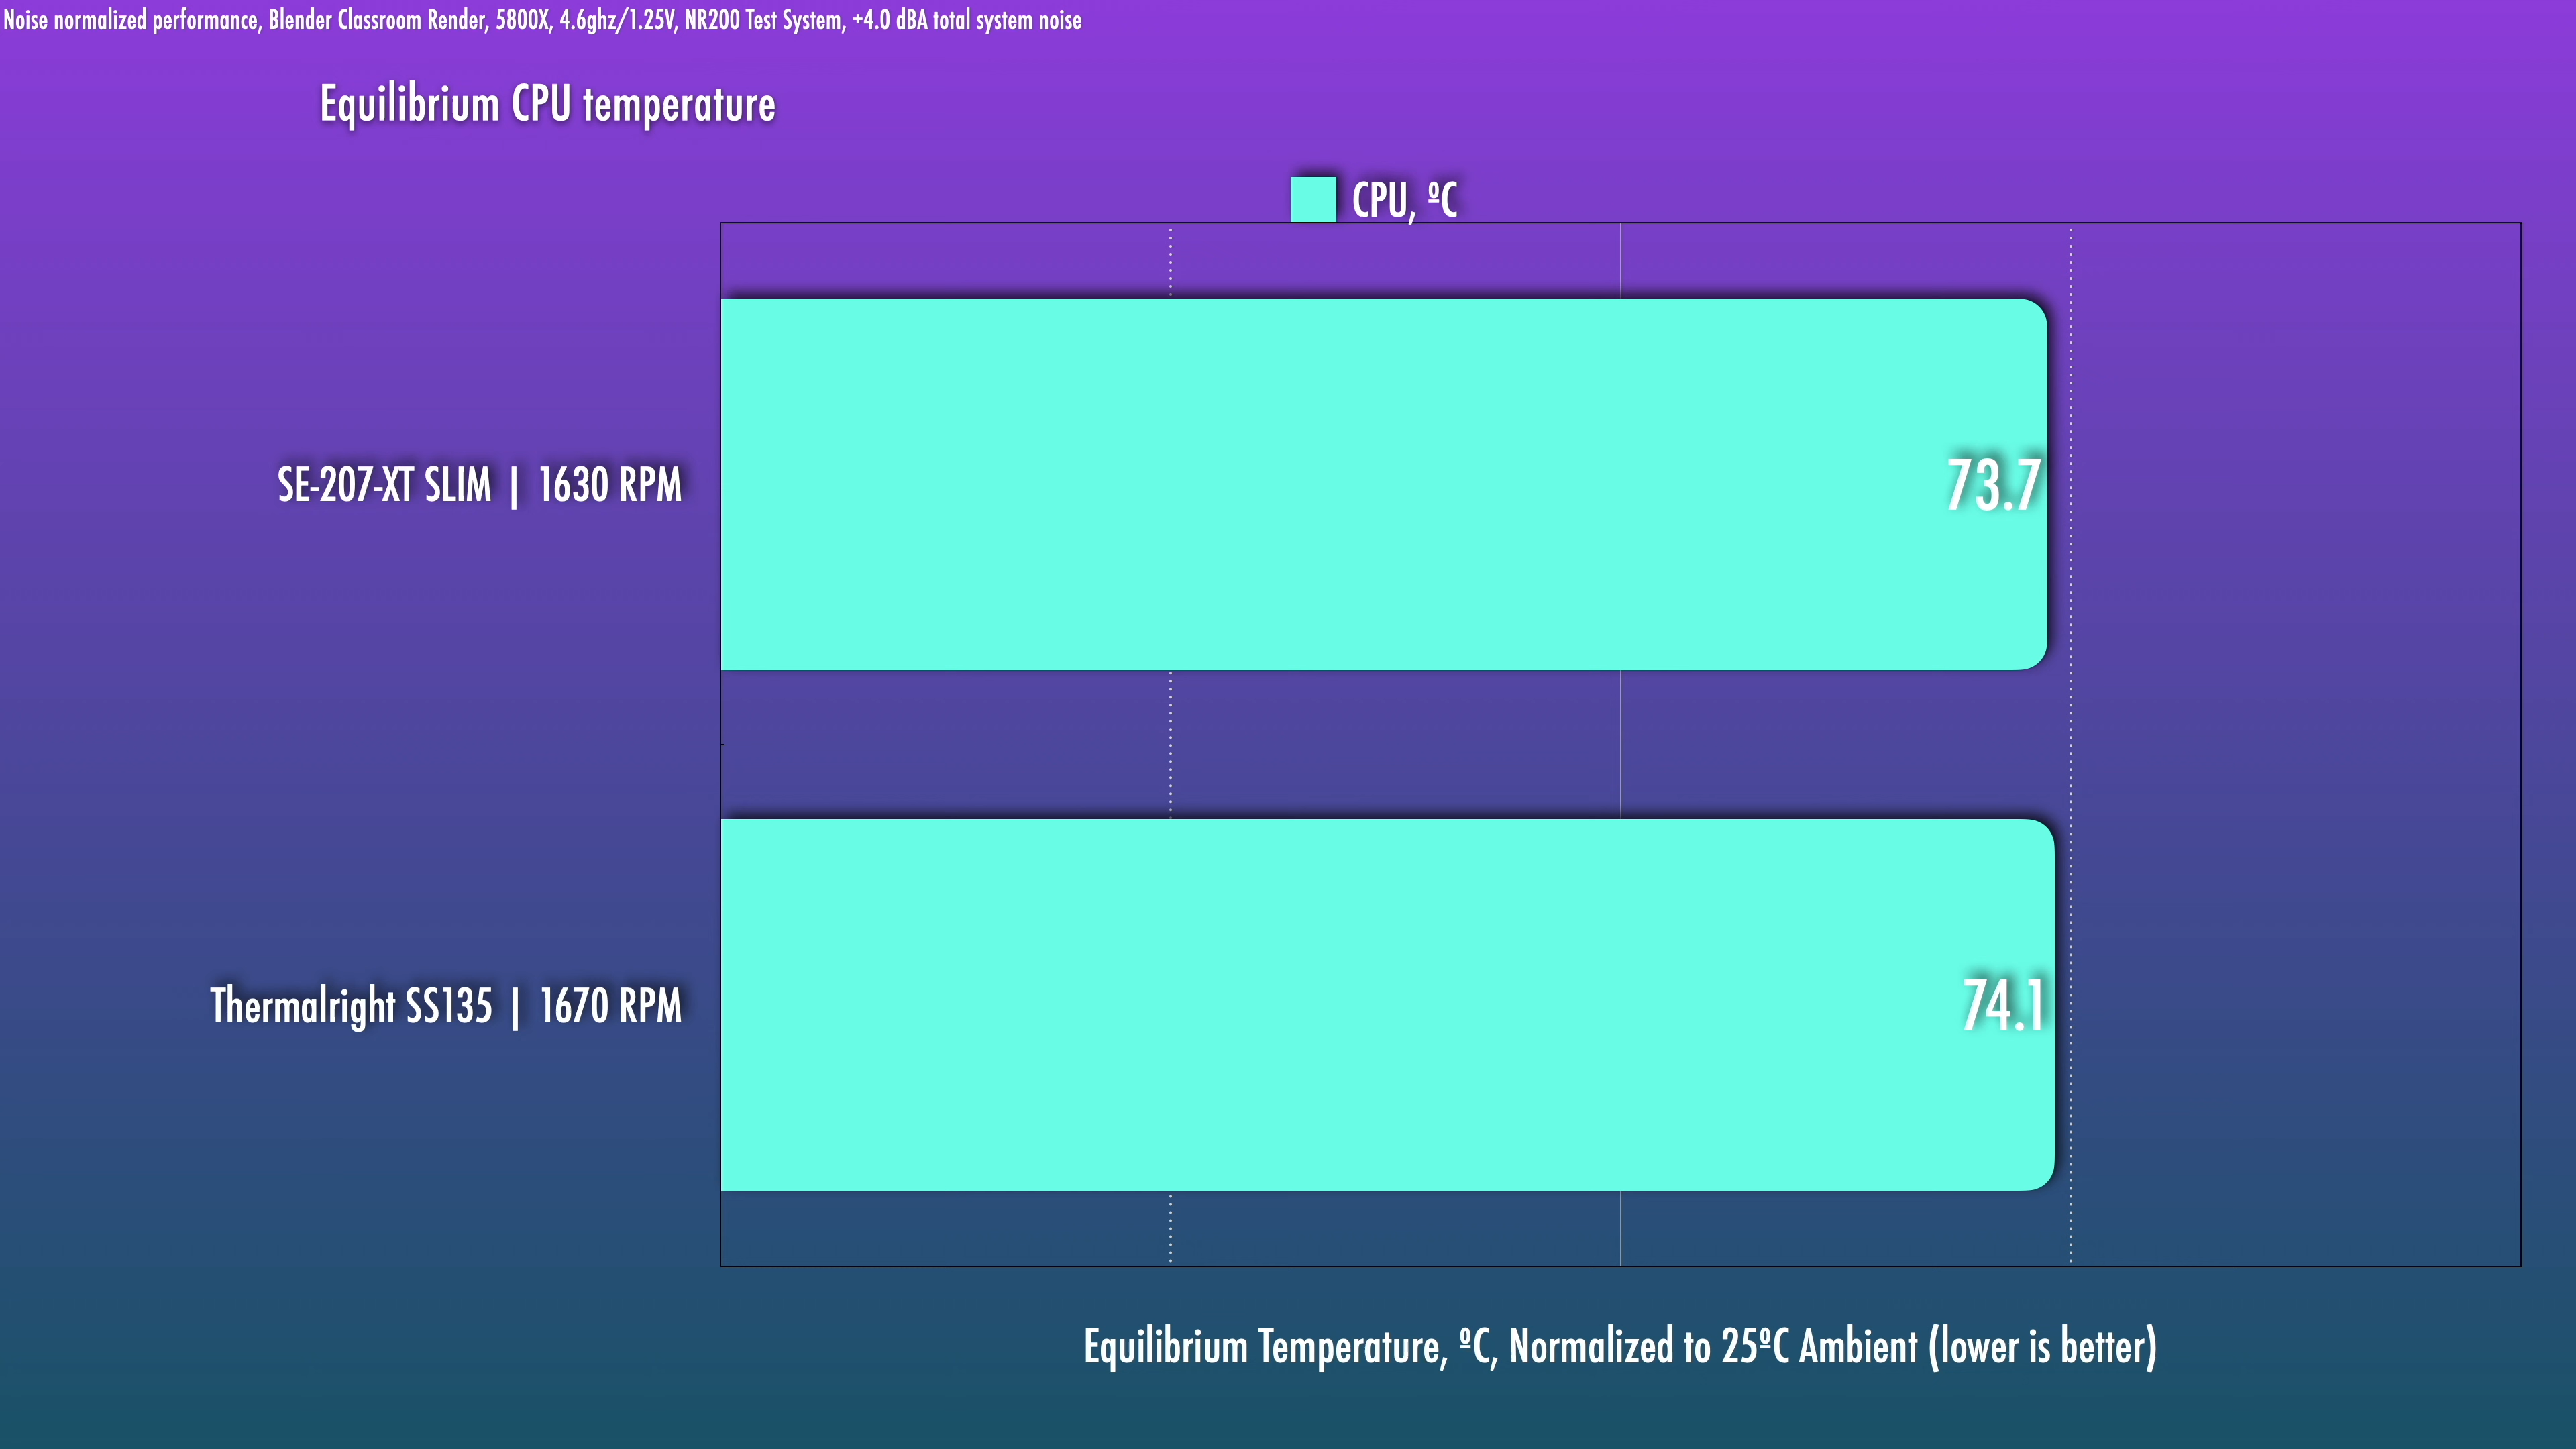 Noise normalized performance, Blender Classroom Render, 5800X, 4.6ghz/1.25V, NR200 Test System, +4.0 dBA total system noise
Equilibrium CPU temperature
CPU, ºC
SE-207-XT SLIM | 1630 RPM
73.7
Thermalright SS135 | 1670 RPM
74.1
Equilibrium Temperature, ºC, Normalized to 25ºC Ambient (lower is better)